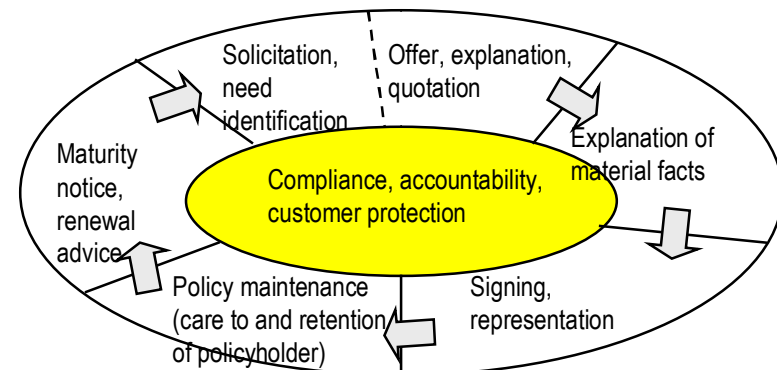 Solicitation,
need
identification
Offer, explanation,
quotation
Explanation of
material facts
Maturity
notice,
renewal
advice
Compliance, accountability,
customer protection
Policy maintenance
(care to and retention
of policyholder)
Signing,
representation